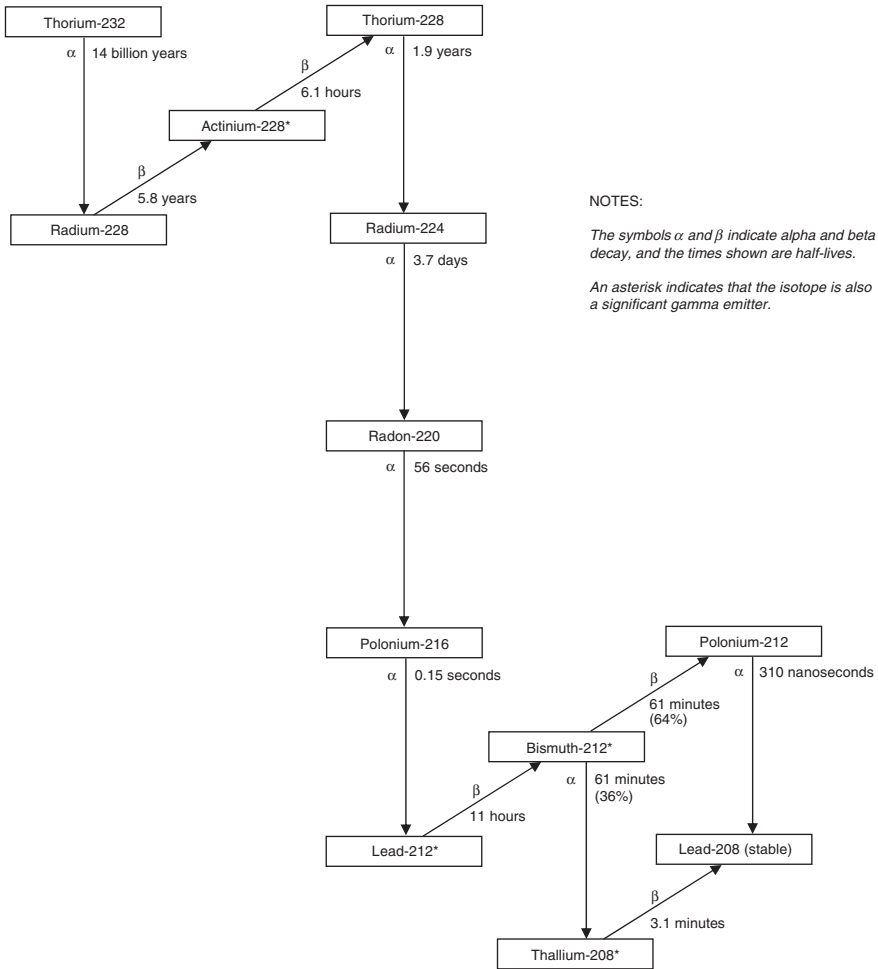 Thorium-232
α 14 billion years
Radium-228
β
5.8 years
Actinium-228*
β
6.1 hours
Thorium-228
α 1.9 years
Radium-224
α 3.7 days
Radon-220
α 56 seconds
Polonium-216
α 0.15 seconds
Lead-212*
β
11 hours
Bismuth-212*
β
61 minutes
(64%)
Polonium-212
α 310 nanoseconds
α 61 minutes
(36%)
Thallium-208*
β
3.1 minutes
Lead-208 (stable)
NOTES:
The symbols α and β indicate alpha and beta
decay, and the times shown are half-lives.
An asterisk indicates that the isotope is also
a significant gamma emitter.